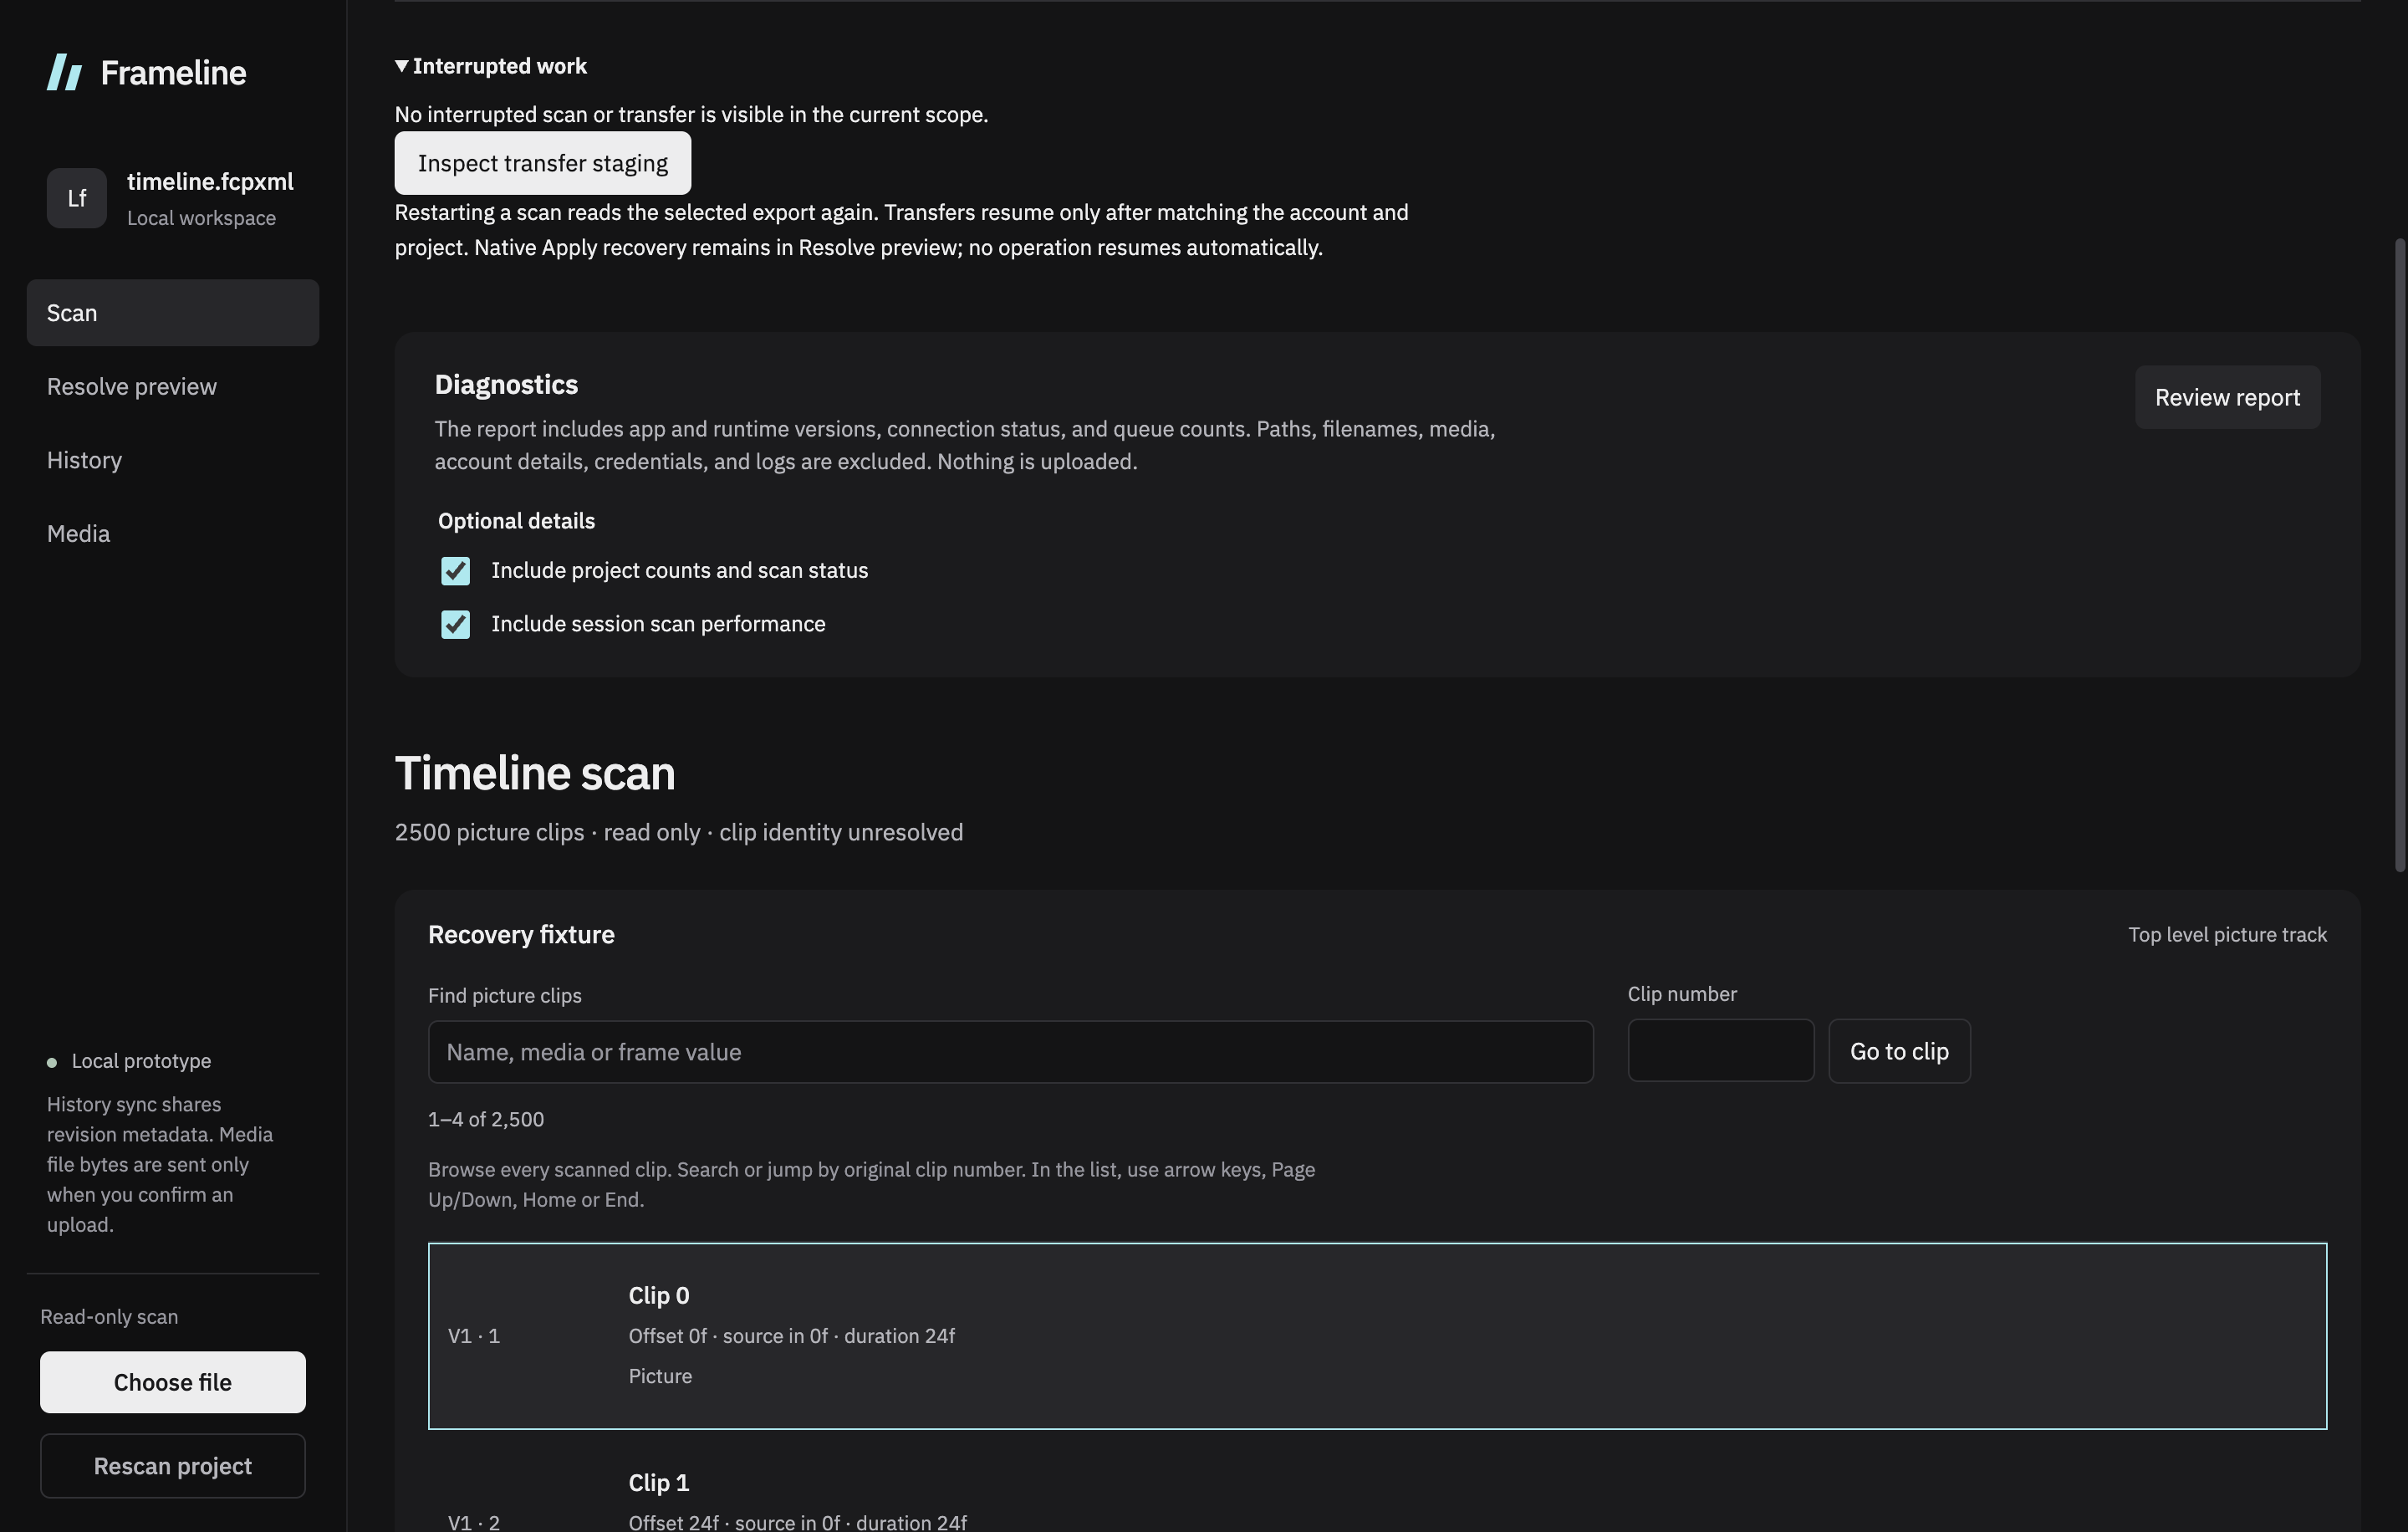 Frameline
Lf
timeline.fcpxml
Local workspace
Scan
Resolve preview
History
Media
Local prototype
History sync shares
revision metadata. Media
file bytes are sent only
when you confirm an
upload.
Read-only scan
Choose file
Rescan project
Interrupted work
No interrupted scan or transfer is visible in the current scope.
Inspect transfer staging
Restarting a scan reads the selected export again. Transfers resume only after matching the account and
project. Native Apply recovery remains in Resolve preview; no operation resumes automatically.
Diagnostics
Review report
The report includes app and runtime versions, connection status, and queue counts. Paths, filenames, media,
account details, credentials, and logs are excluded. Nothing is uploaded.
Optional details
Include project counts and scan status
Include session scan performance
Timeline scan
2500 picture clips · read only · clip identity unresolved
Recovery fixture
Top level picture track
Find picture clips
Clip number
Name, media or frame value
Go to clip
1–4 of 2,500
Browse every scanned clip. Search or jump by original clip number. In the list, use arrow keys, Page
Up/Down, Home or End.
Clip 0
V1 · 1
Offset 0f · source in 0f · duration 24f
Picture
Clip 1
V1 · 2
Offset 24f · source in 0f · duration 24f